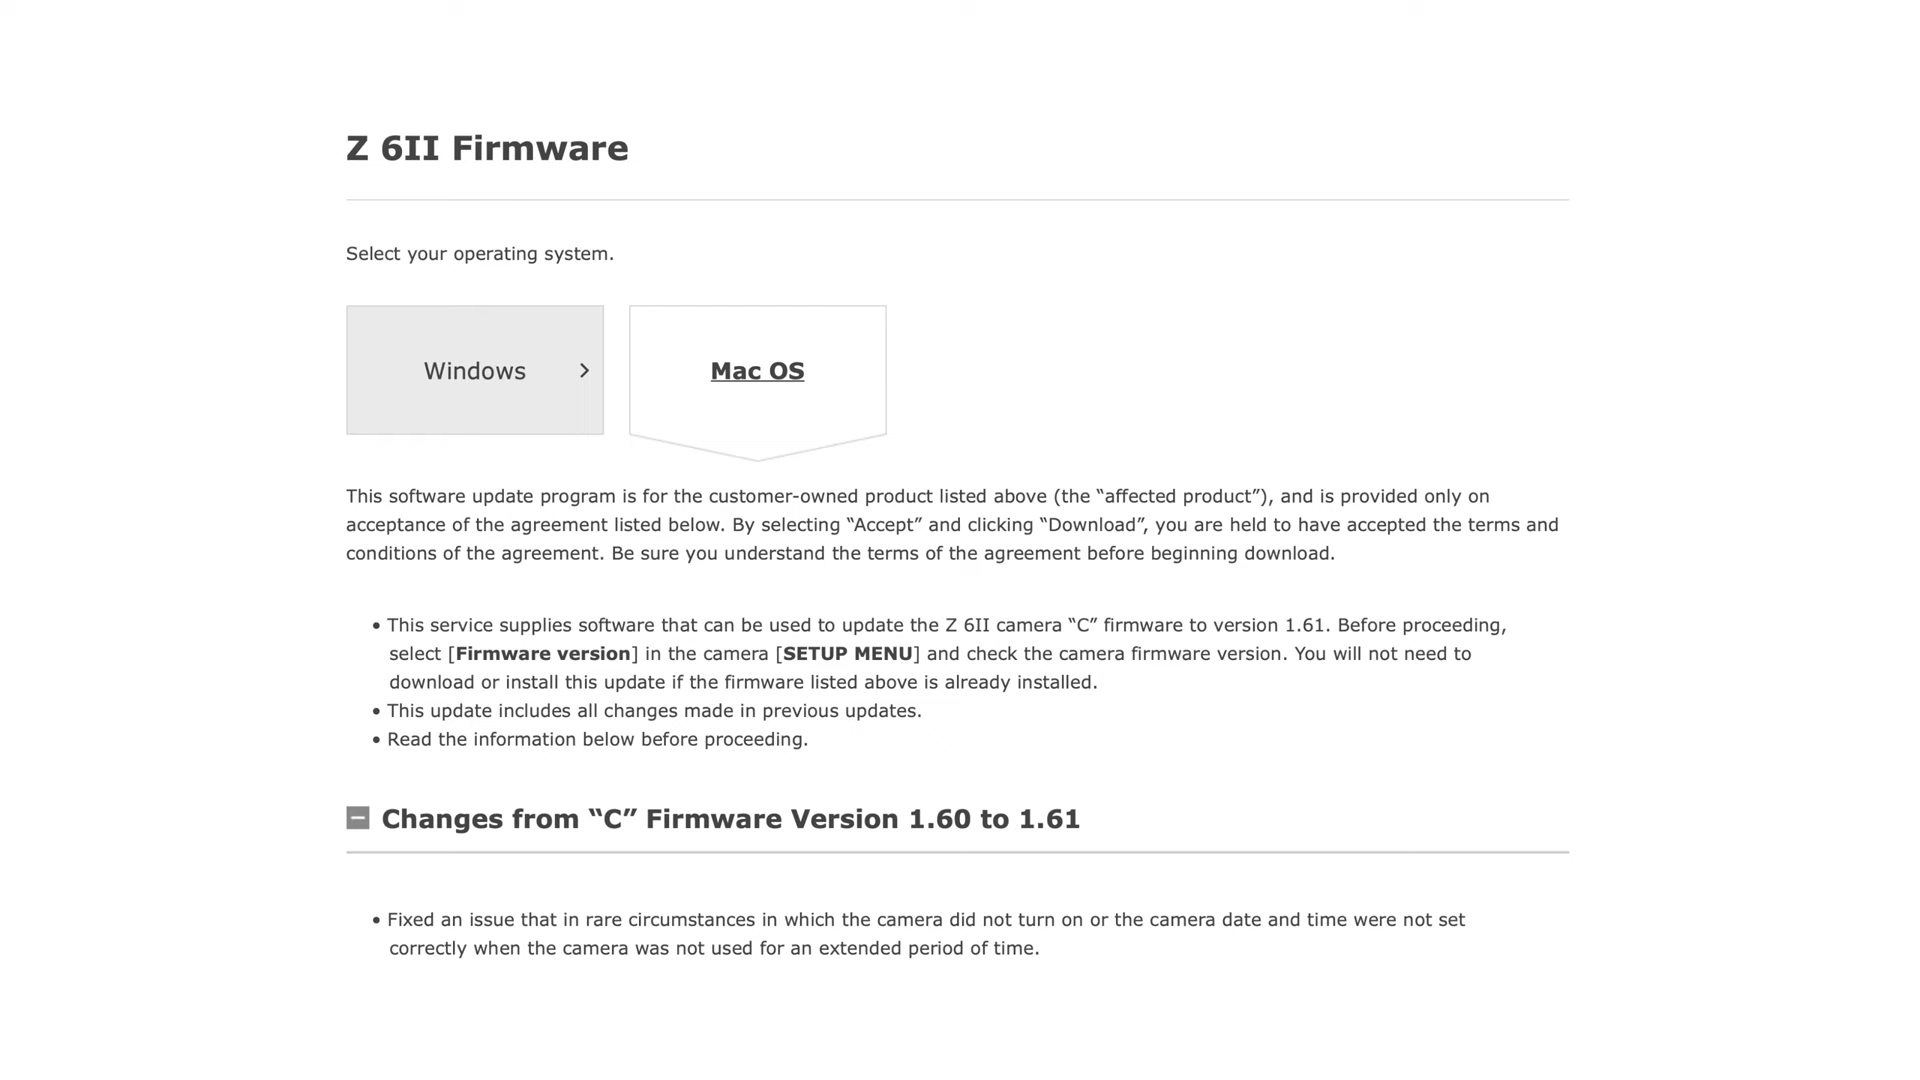 Z 6II Firmware
Select your operating system.
Windows
Mac OS
This software update program is for the customer-owned product listed above (the “affected product”), and is provided only on
acceptance of the agreement listed below. By selecting “Accept” and clicking “Download”, you are held to have accepted the terms and
conditions of the agreement. Be sure you understand the terms of the agreement before beginning download.
• This service supplies software that can be used to update the Z 6II camera “C” firmware to version 1.61. Before proceeding,
select [Firmware version] in the camera [SETUP MENU] and check the camera firmware version. You will not need to
download or install this update if the firmware listed above is already installed.
• This update includes all changes made in previous updates.
• Read the information below before proceeding.
Changes from “C” Firmware Version 1.60 to 1.61
• Fixed an issue that in rare circumstances in which the camera did not turn on or the camera date and time were not set
correctly when the camera was not used for an extended period of time.